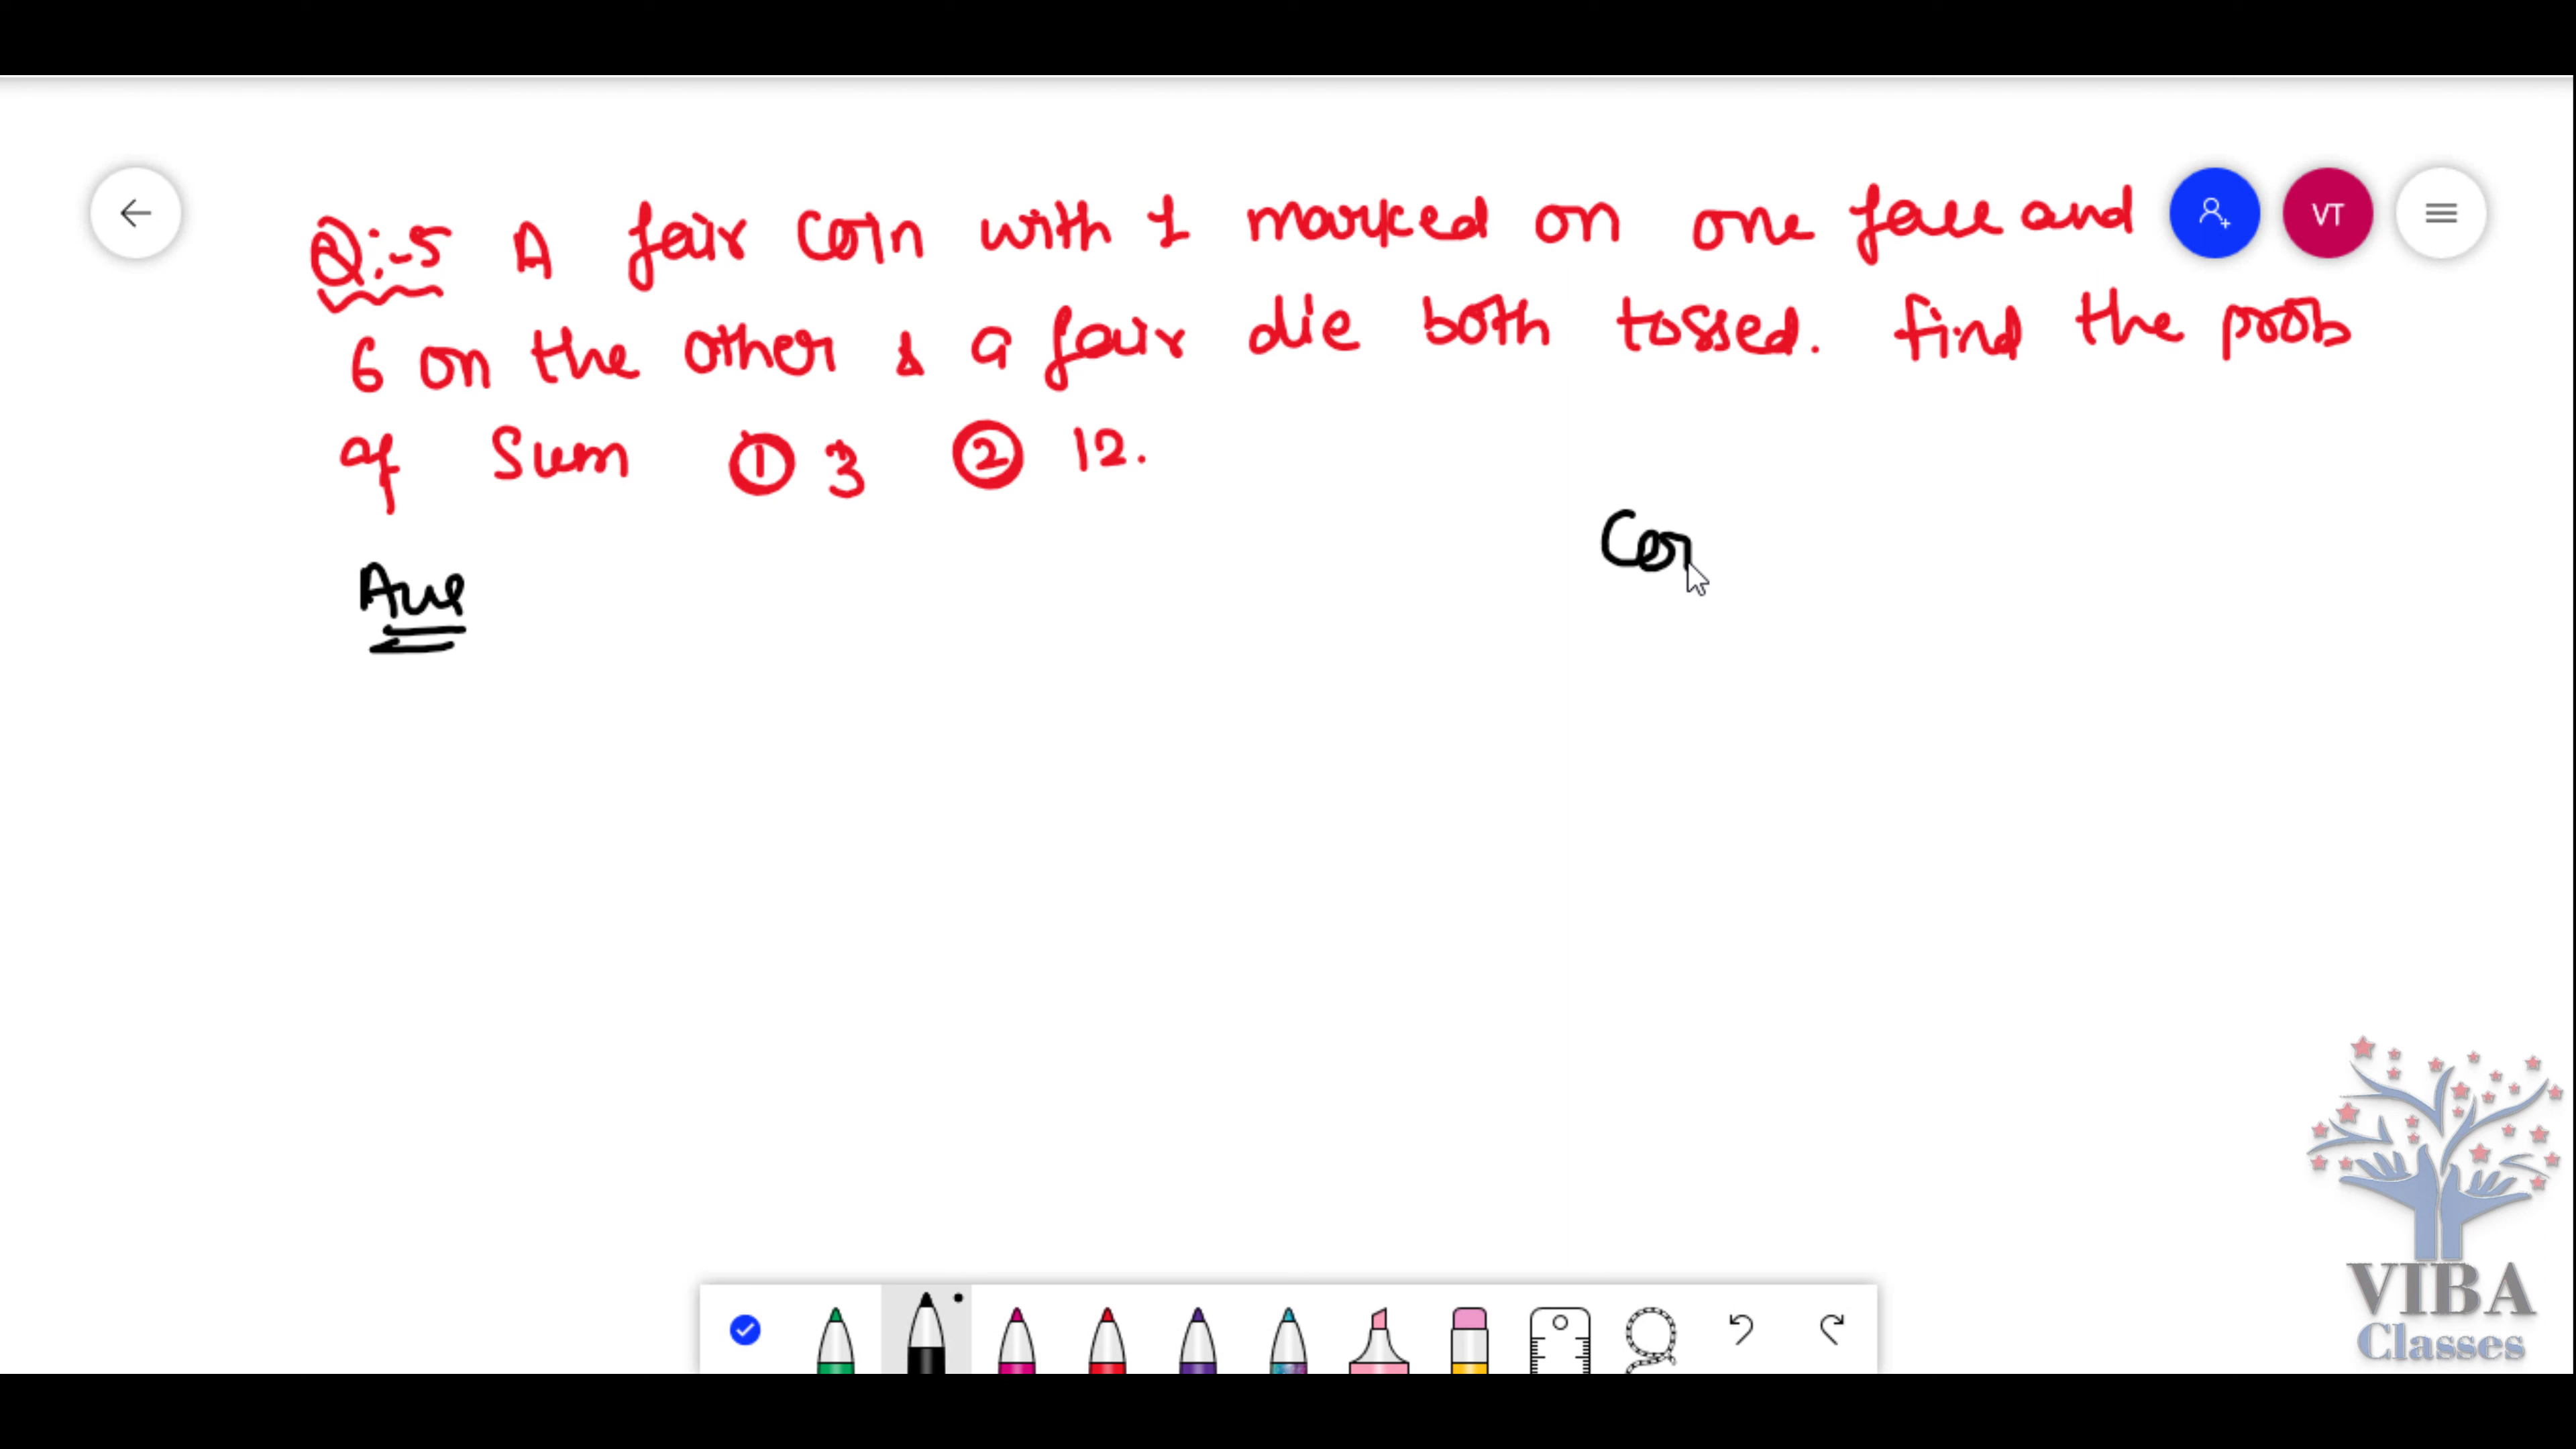 Q:-5 A fair Coin with 1 marked on one face and
6 on the other & a fair die both tossed. find the prob
of Sum ① 3 ② 12.
Coi
Ans
VT
VIBA
Classes